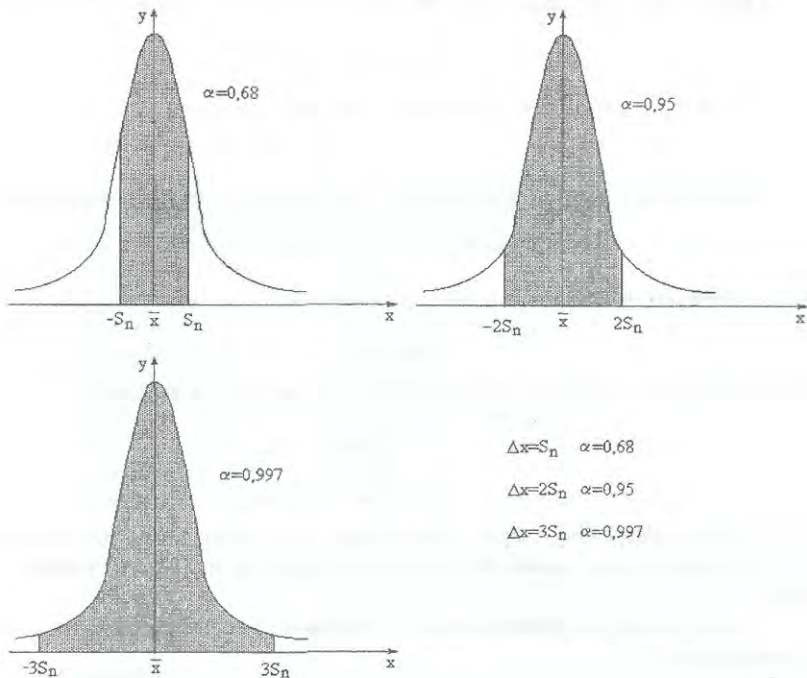 y
α=0,68
-Sₙ x̄ Sₙ x
y
α=0,95
-2Sₙ x̄ 2Sₙ x
y
α=0,997
-3Sₙ x̄ 3Sₙ x
Δx=Sₙ α=0,68
Δx=2Sₙ α=0,95
Δx=3Sₙ α=0,997